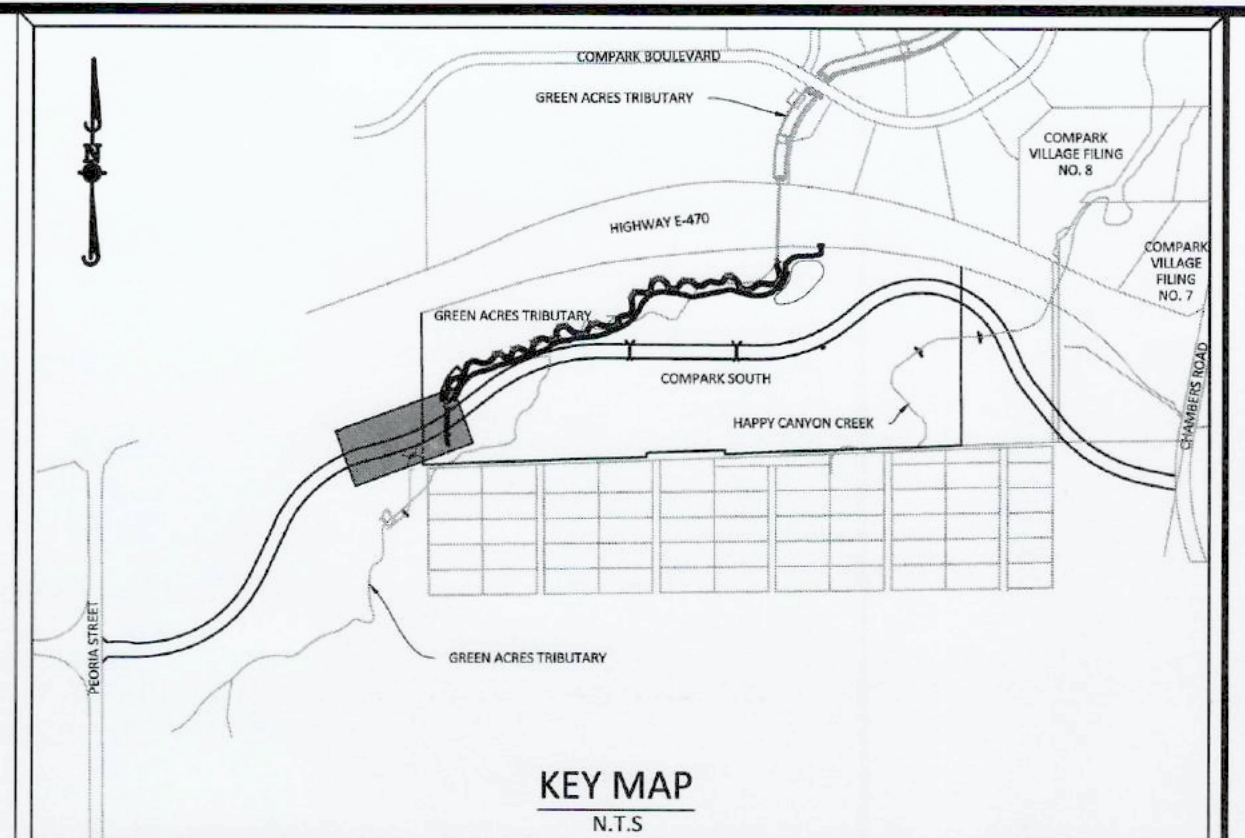 COMPARK BOULEVARD
GREEN ACRES TRIBUTARY
COMPARK
VILLAGE FILING
NO. 8
N
HIGHWAY E-470
COMPARK
VILLAGE
FILING
NO. 7
GREEN ACRES TRIBUTARY
COMPARK SOUTH
HAPPY CANYON CREEK
CHAMBERS ROAD
PEORIA STREET
GREEN ACRES TRIBUTARY
KEY MAP
N.T.S